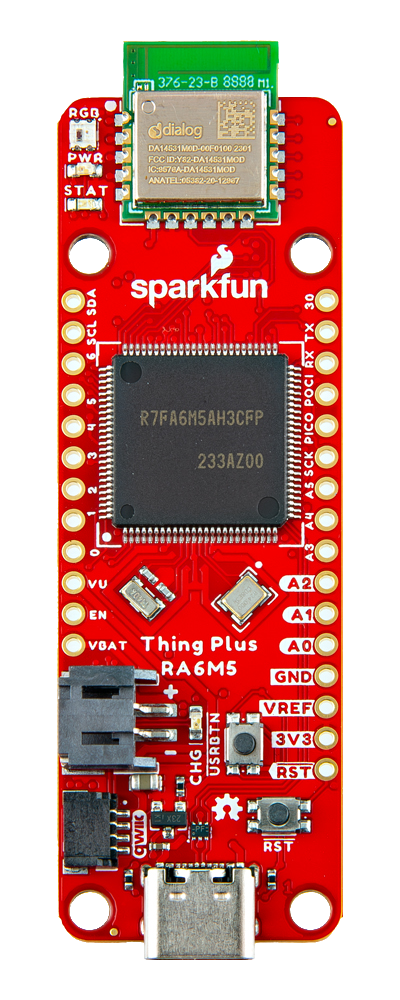 376-23-B 8888 M1
RGB
dialog
DA14531M0D-00F0100 2301
FCC ID:Y82-DA14531MOD
IC:9576A-DA14531MOD
ANATEL:05382-20-12087
PWR
STAT
sparkfun
SDA
SCL
6
5
4
3
2
1
0
VU
EN
VBAT
30
TX
RX
POCI
PICO
SCK
A5
A4
A3
A2
A1
A0
GND
VREF
3V3
RST
R7FA6M5AH3CFP
233AZ00
Thing Plus
RA6M5
+
-
CHG
USRBTN
QWIIC
RST